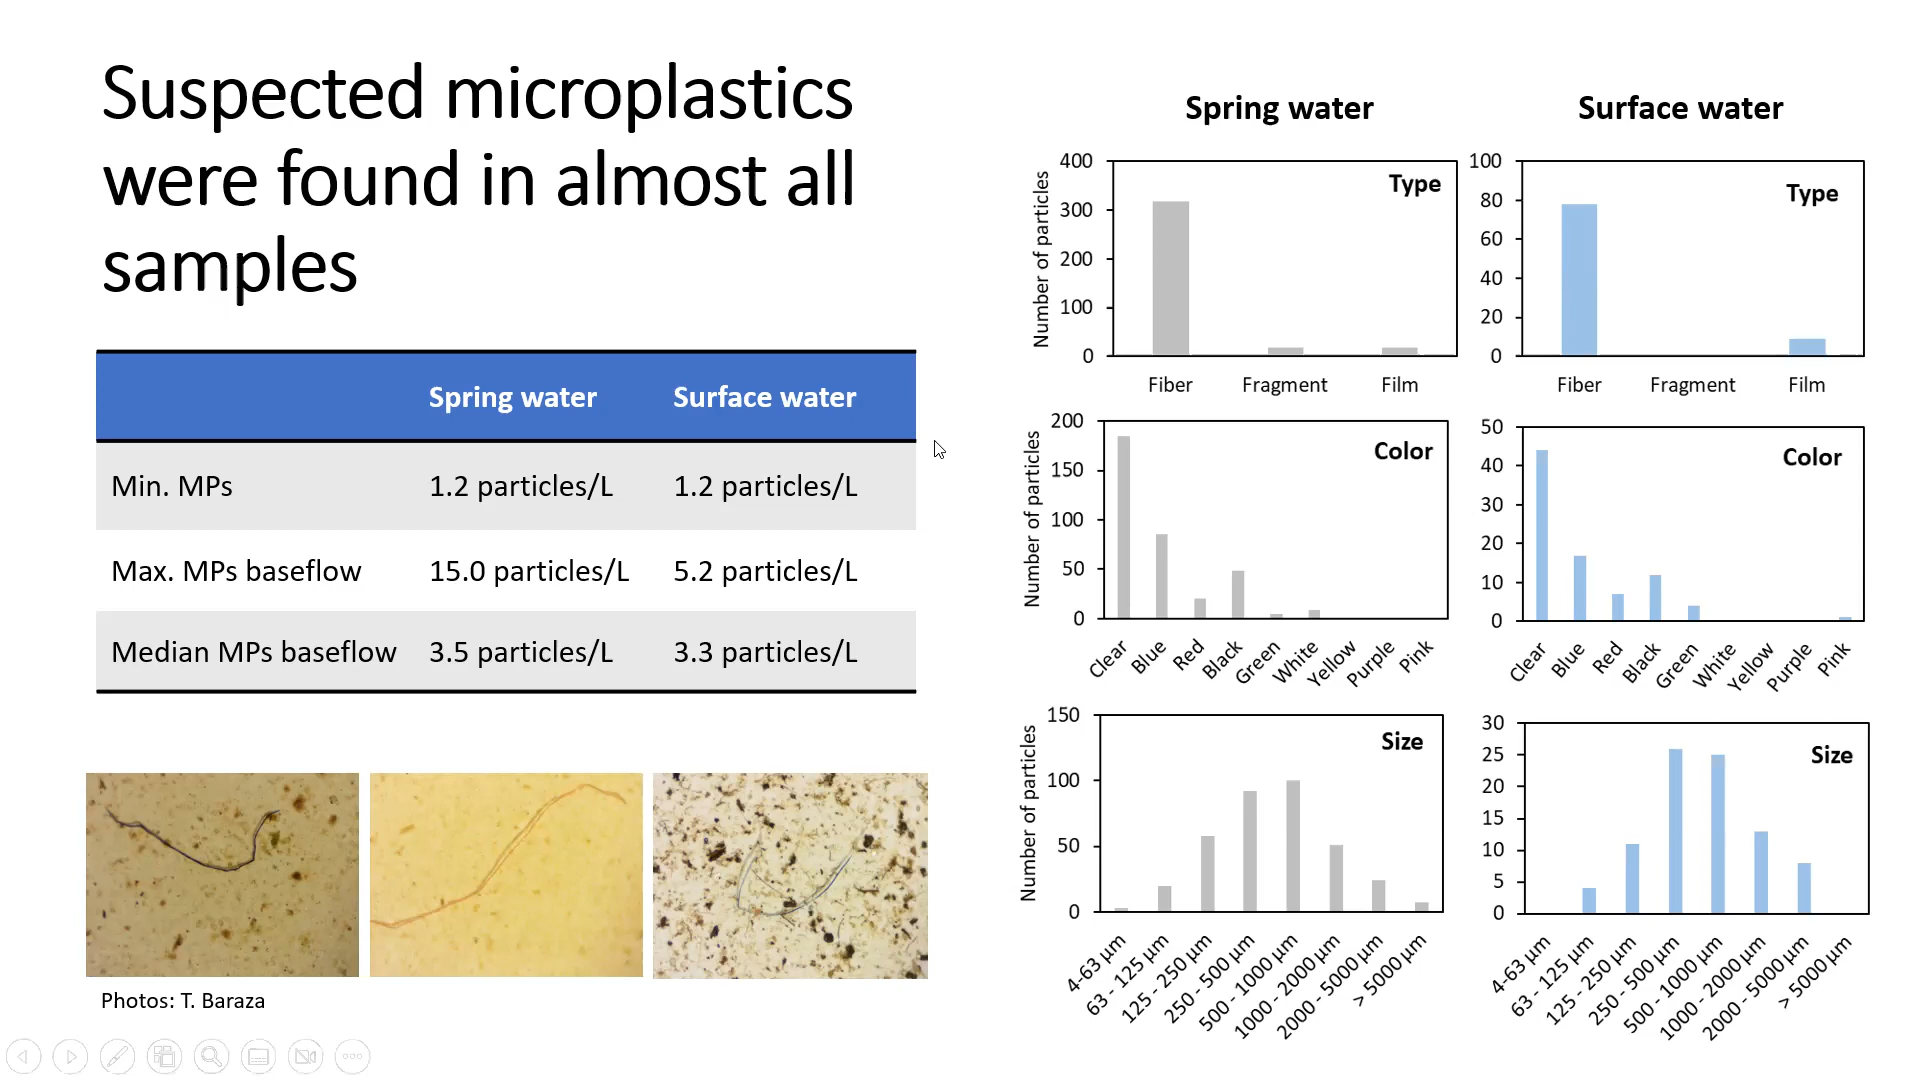 Suspected microplastics
were found in almost all
samples
Spring water Surface water
Min. MPs 1.2 particles/L 1.2 particles/L
Max. MPs baseflow 15.0 particles/L 5.2 particles/L
Median MPs baseflow 3.5 particles/L 3.3 particles/L
Photos: T. Baraza
Spring water
Number of particles
400
300
200
100
0
Type
Fiber Fragment Film
Number of particles
200
150
100
50
0
Color
Clear Blue Red Black Green White Yellow Purple Pink
Number of particles
150
100
50
0
Size
4-63 µm
63 - 125 µm
125 - 250 µm
250 - 500 µm
500 - 1000 µm
1000 - 2000 µm
2000 - 5000 µm
> 5000 µm
Surface water
100
80
60
40
20
0
Type
Fiber Fragment Film
50
40
30
20
10
0
Color
Clear Blue Red Black Green White Yellow Purple Pink
30
25
20
15
10
5
0
Size
4-63 µm
63 - 125 µm
125 - 250 µm
250 - 500 µm
500 - 1000 µm
1000 - 2000 µm
2000 - 5000 µm
> 5000 µm